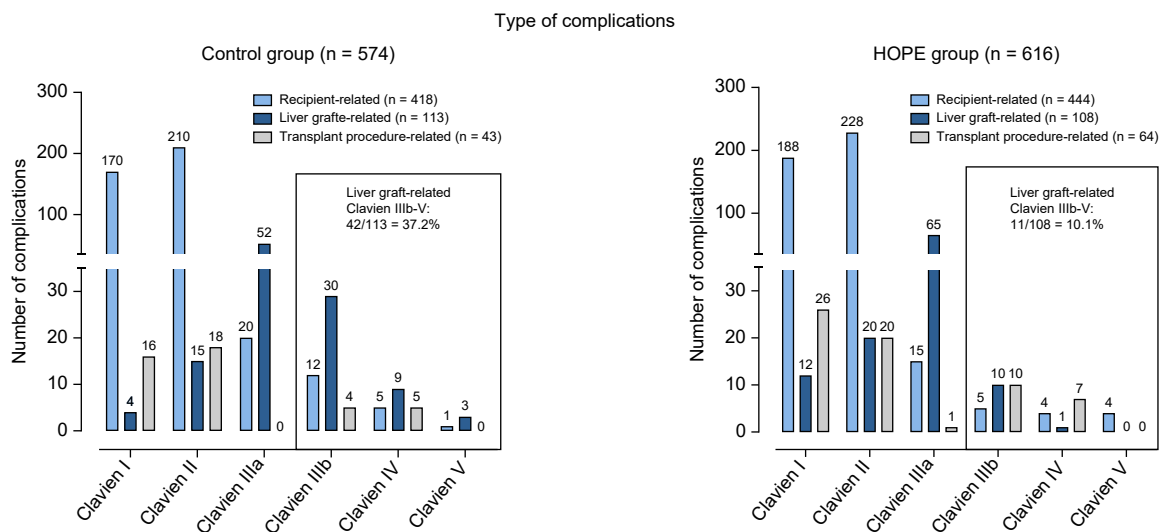 Type of complications
Control group (n = 574)
Number of complications
300
200
100
30
20
10
0
Recipient-related (n = 418)
Liver grafte-related (n = 113)
Transplant procedure-related (n = 43)
Liver graft-related
Clavien IIIb-V:
42/113 = 37.2%
170
4
16
210
15
18
20
52
0
12
30
4
5
9
5
1
3
0
Clavien I
Clavien II
Clavien IIIa
Clavien IIIb
Clavien IV
Clavien V
HOPE group (n = 616)
Number of complications
300
200
100
30
20
10
0
Recipient-related (n = 444)
Liver graft-related (n = 108)
Transplant procedure-related (n = 64)
Liver graft-related
Clavien IIIb-V:
11/108 = 10.1%
188
12
26
228
20
20
15
65
1
5
10
10
4
1
7
4
0
0
Clavien I
Clavien II
Clavien IIIa
Clavien IIIb
Clavien IV
Clavien V